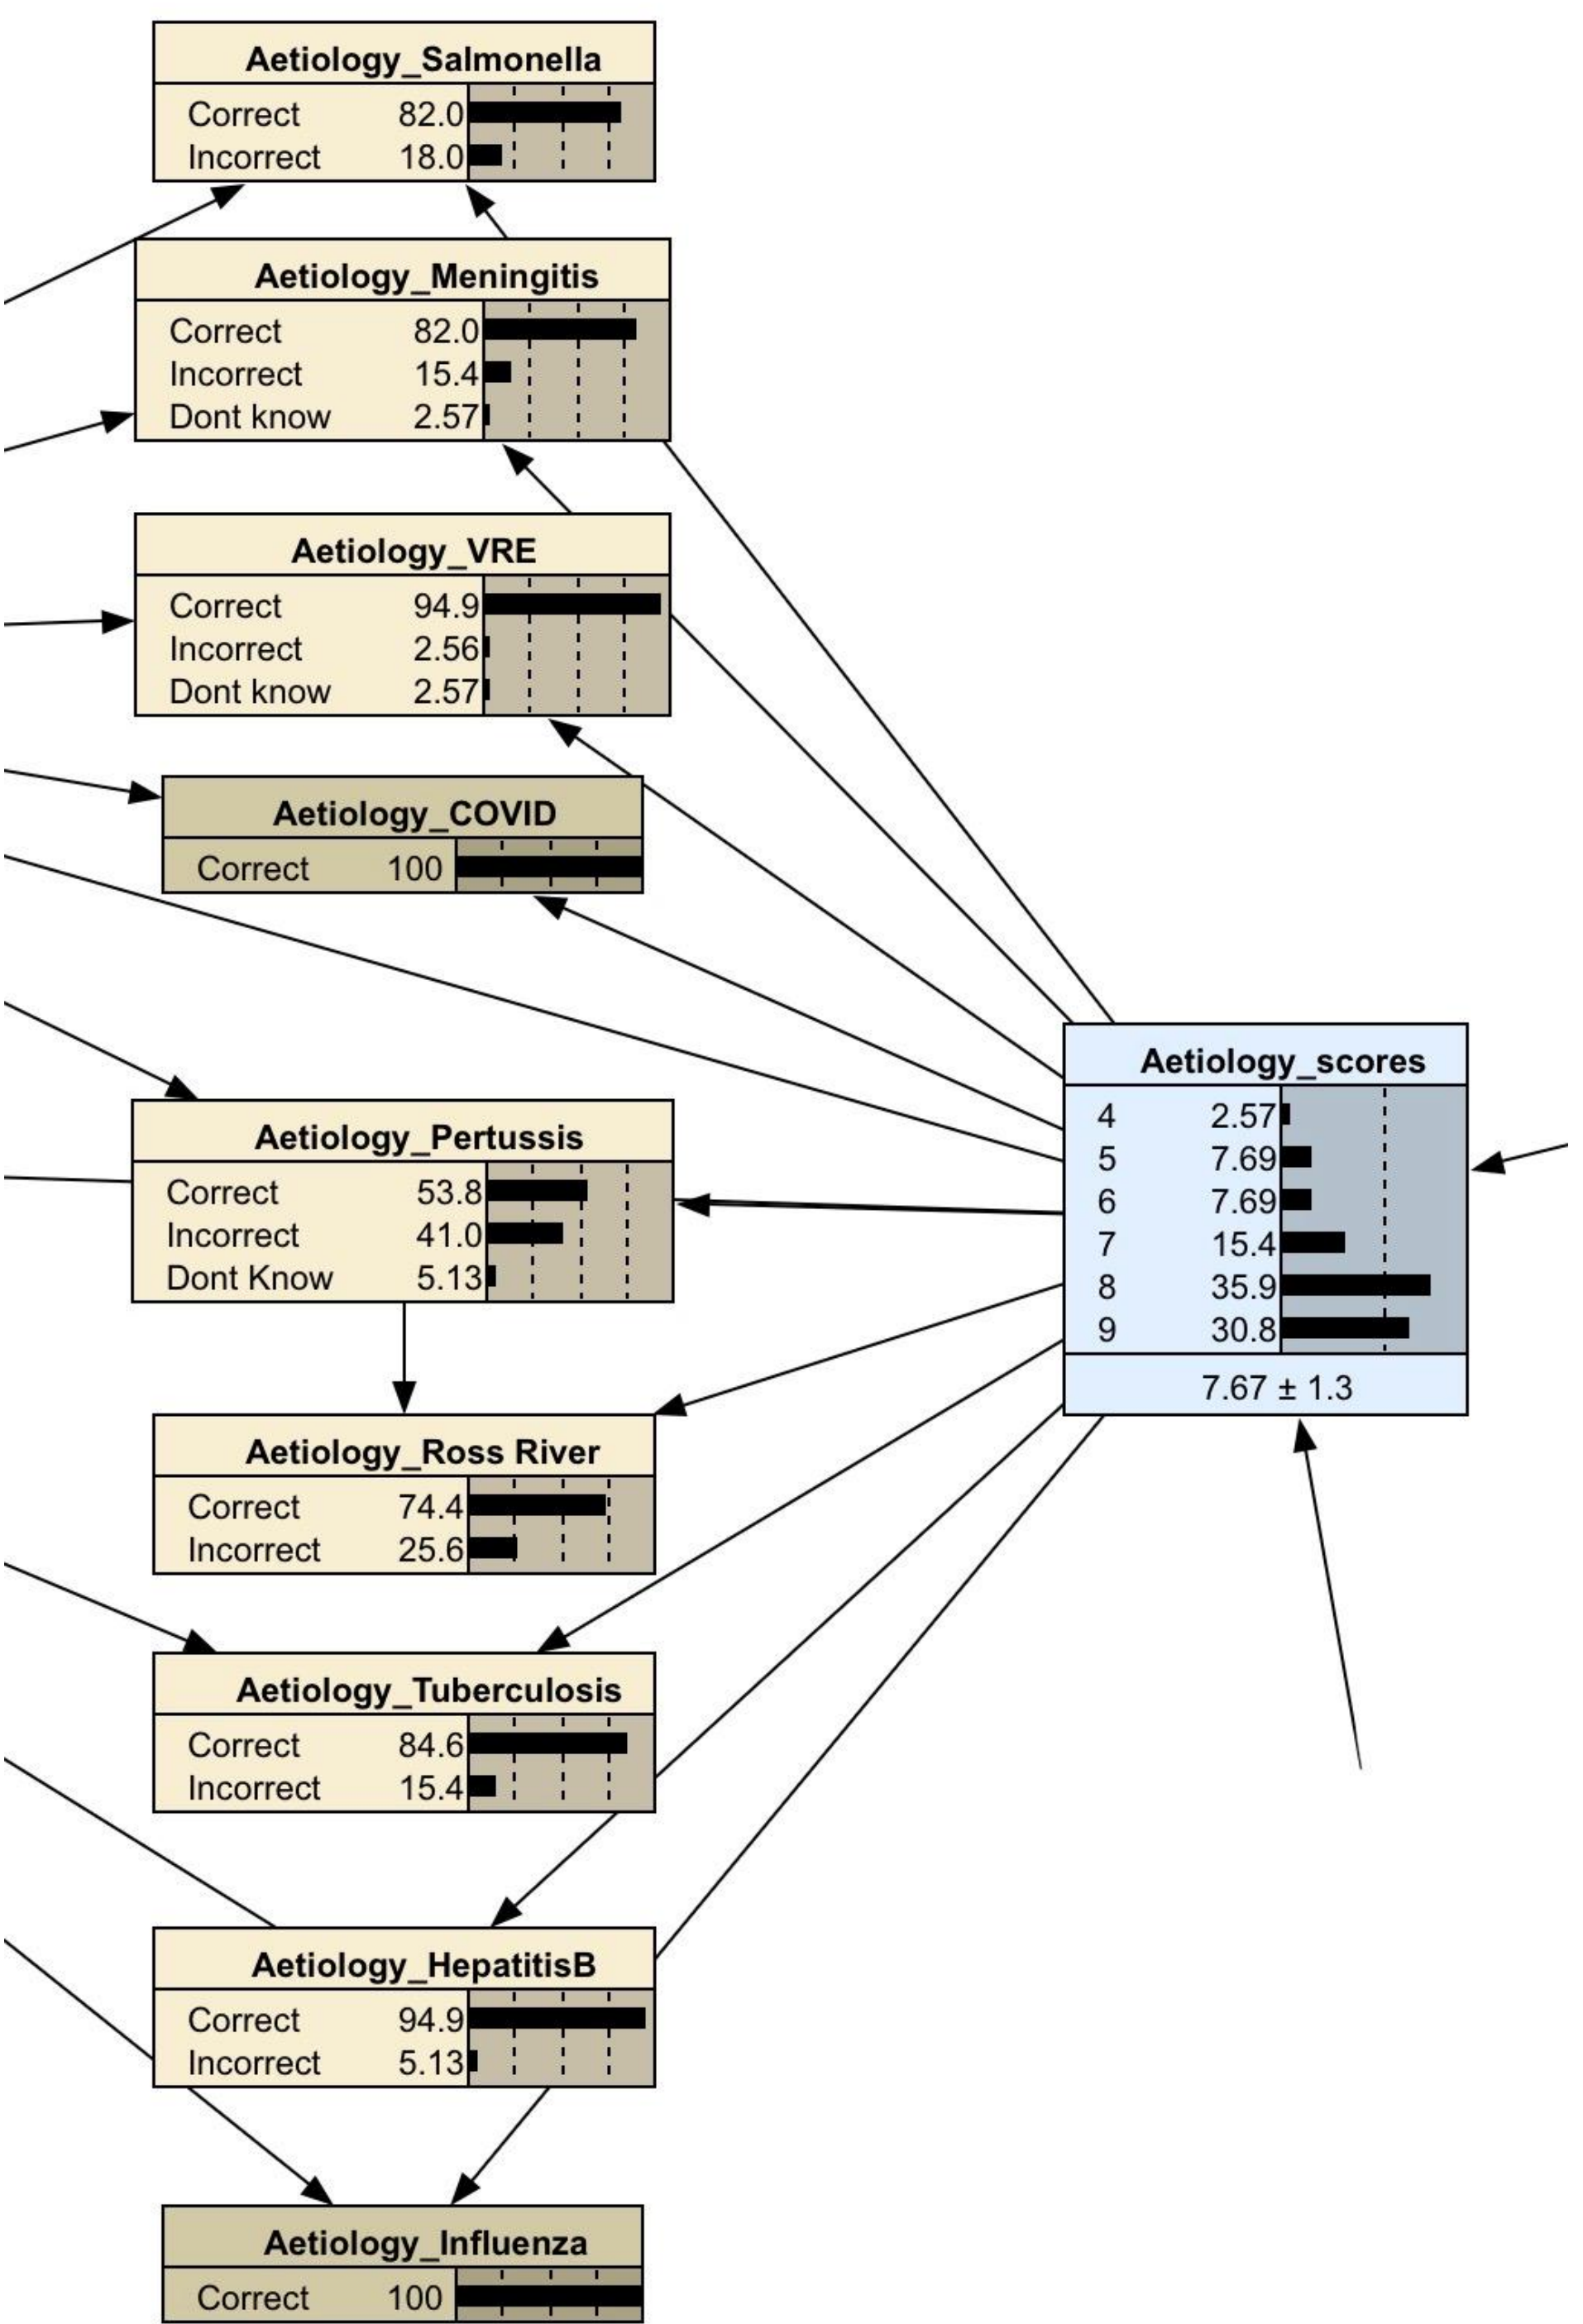 Aetiology_Salmonella
Correct 82.0
Incorrect 18.0
Aetiology_Meningitis
Correct 82.0
Incorrect 15.4
Dont know 2.57
Aetiology_VRE
Correct 94.9
Incorrect 2.56
Dont know 2.57
Aetiology_COVID
Correct 100
Aetiology_Pertussis
Correct 53.8
Incorrect 41.0
Dont Know 5.13
Aetiology_Ross River
Correct 74.4
Incorrect 25.6
Aetiology_Tuberculosis
Correct 84.6
Incorrect 15.4
Aetiology_HepatitisB
Correct 94.9
Incorrect 5.13
Aetiology_Influenza
Correct 100
Aetiology_scores
4 2.57
5 7.69
6 7.69
7 15.4
8 35.9
9 30.8
7.67 ± 1.3